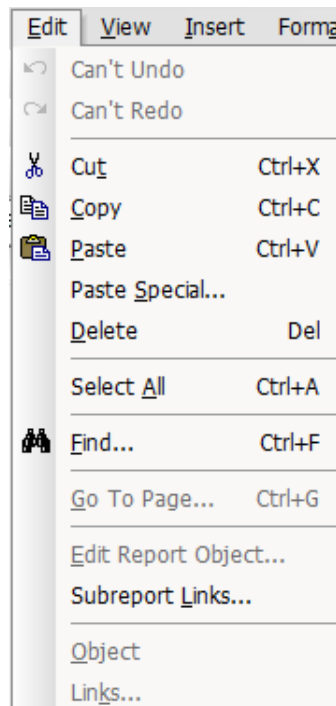 Edit View Insert Forma
Can't Undo
Can't Redo
Cut Ctrl+X
Copy Ctrl+C
Paste Ctrl+V
Paste Special...
Delete Del
Select All Ctrl+A
Find... Ctrl+F
Go To Page... Ctrl+G
Edit Report Object...
Subreport Links...
Object
Links...